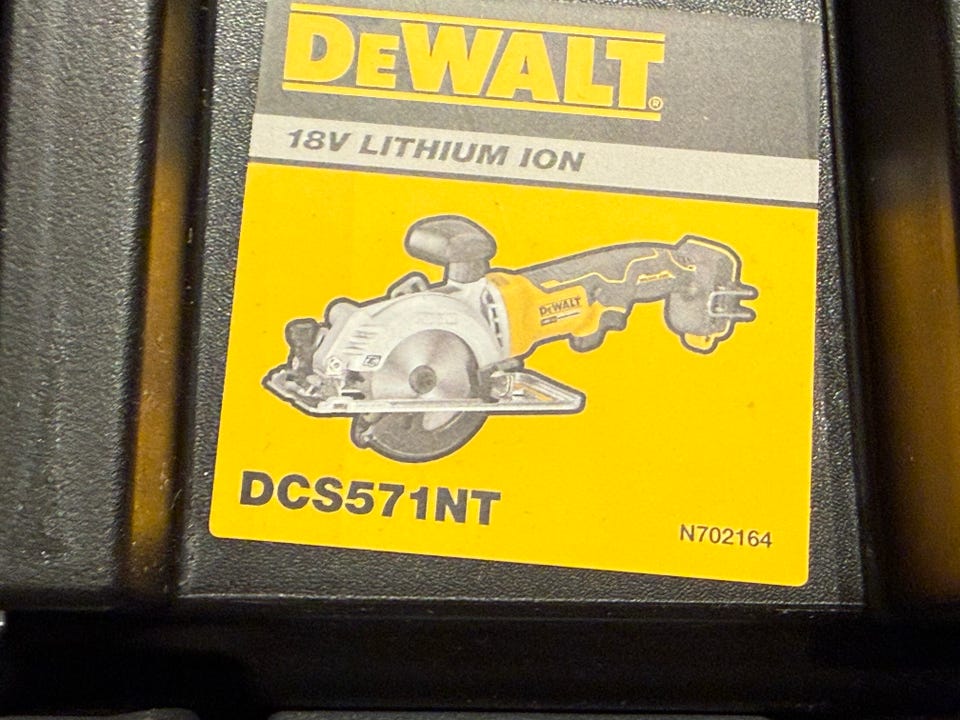 DEWALT®
18V LITHIUM ION
DEWALT
DCS571NT
N702164